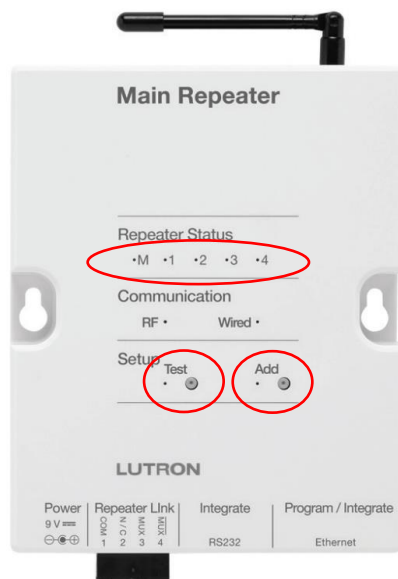 Main Repeater
Repeater Status
•M •1 •2 •3 •4
Communication
RF • Wired •
Setup
Test Add
LUTRON
Power Repeater Link Integrate Program / Integrate
9 V
COM N/C MUX MUX
1 2 3 4 RS232 Ethernet